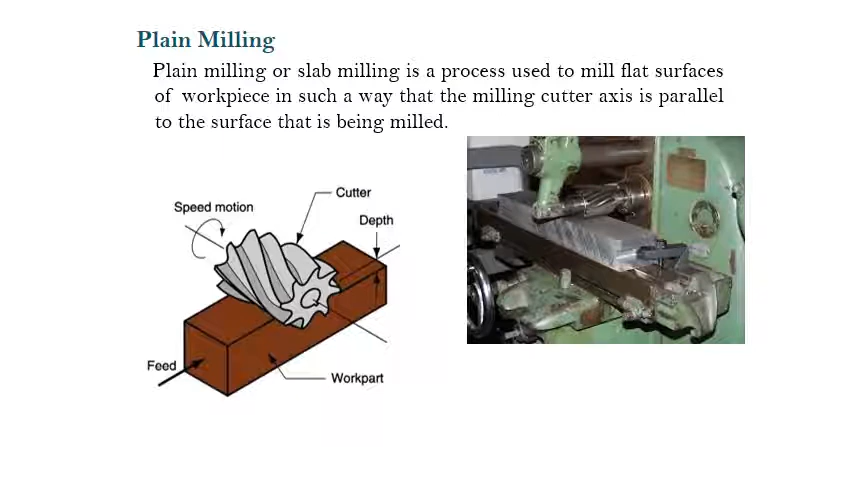 Plain Milling
Plain milling or slab milling is a process used to mill flat surfaces
of workpiece in such a way that the milling cutter axis is parallel
to the surface that is being milled.
Cutter
Speed motion
Depth
Feed
Workpart